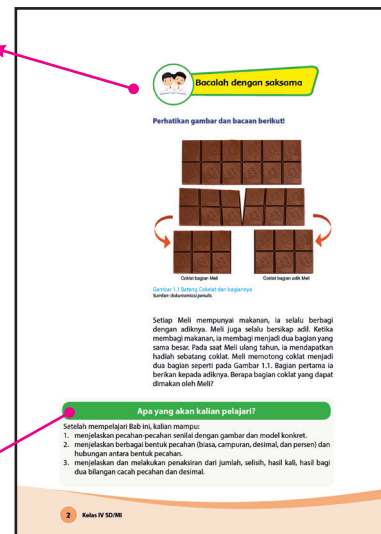 Bacalah dengan saksama
Perhatikan gambar dan bacaan berikut!
Coklat bagian Meli
Coklat bagian adik Meli
Gambar 1.1 Batang Cokelat dan bagiannya
Sumber: dokumentasi penulis
Setiap Meli mempunyai makanan, ia selalu berbagi
dengan adiknya. Meli juga selalu bersikap adil. Ketika
membagi makanan, ia membagi menjadi dua bagian yang
sama besar. Pada saat Meli ulang tahun, ia mendapatkan
hadiah sebatang coklat. Meli memotong coklat menjadi
dua bagian seperti pada Gambar 1.1. Bagian pertama ia
berikan kepada adiknya. Berapa bagian coklat yang dapat
dimakan oleh Meli?
Apa yang akan kalian pelajari?
Setelah mempelajari Bab ini, kalian mampu:
1. menjelaskan pecahan-pecahan senilai dengan gambar dan model konkret.
2. menjelaskan berbagai bentuk pecahan (biasa, campuran, desimal, dan persen) dan
hubungan antara bentuk pecahan.
3. menjelaskan dan melakukan penaksiran dari jumlah, selisih, hasil kali, hasil bagi
dua bilangan cacah pecahan dan desimal.
2 Kelas IV SD/MI